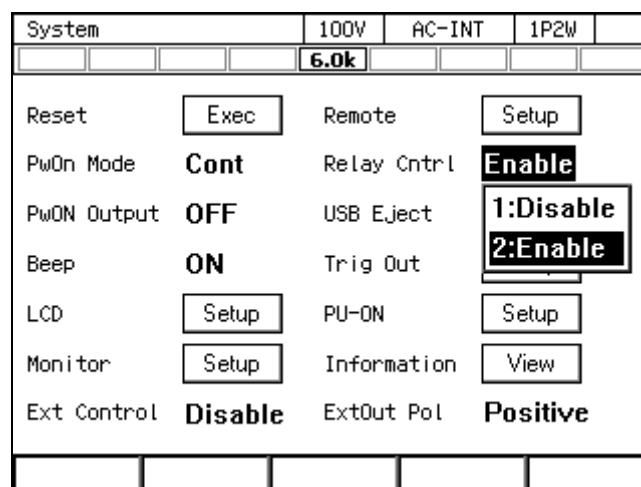 System 100V AC-INT 1P2W
6.0k
Reset Exec Remote Setup
PwOn Mode Cont Relay Cntrl Enable
PwON Output OFF USB Eject 1:Disable
2:Enable
Beep ON Trig Out
LCD Setup PU-ON Setup
Monitor Setup Information View
Ext Control Disable ExtOut Pol Positive